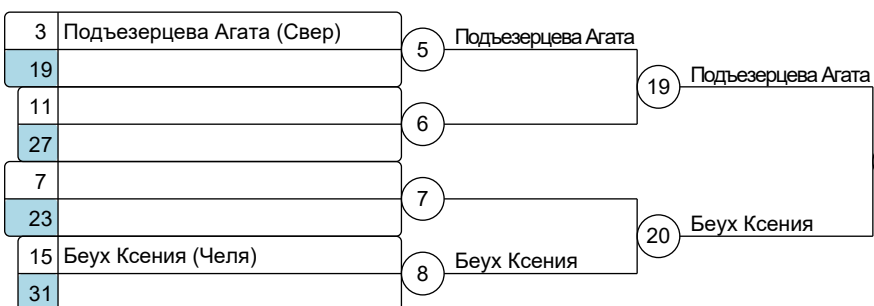 3 Подъезерцева Агата (Свер)
5 Подъезерцева Агата
19
19 Подъезерцева Агата
11
6
27
7
7
23
20 Беух Ксения
15 Беух Ксения (Челя)
8 Беух Ксения
31